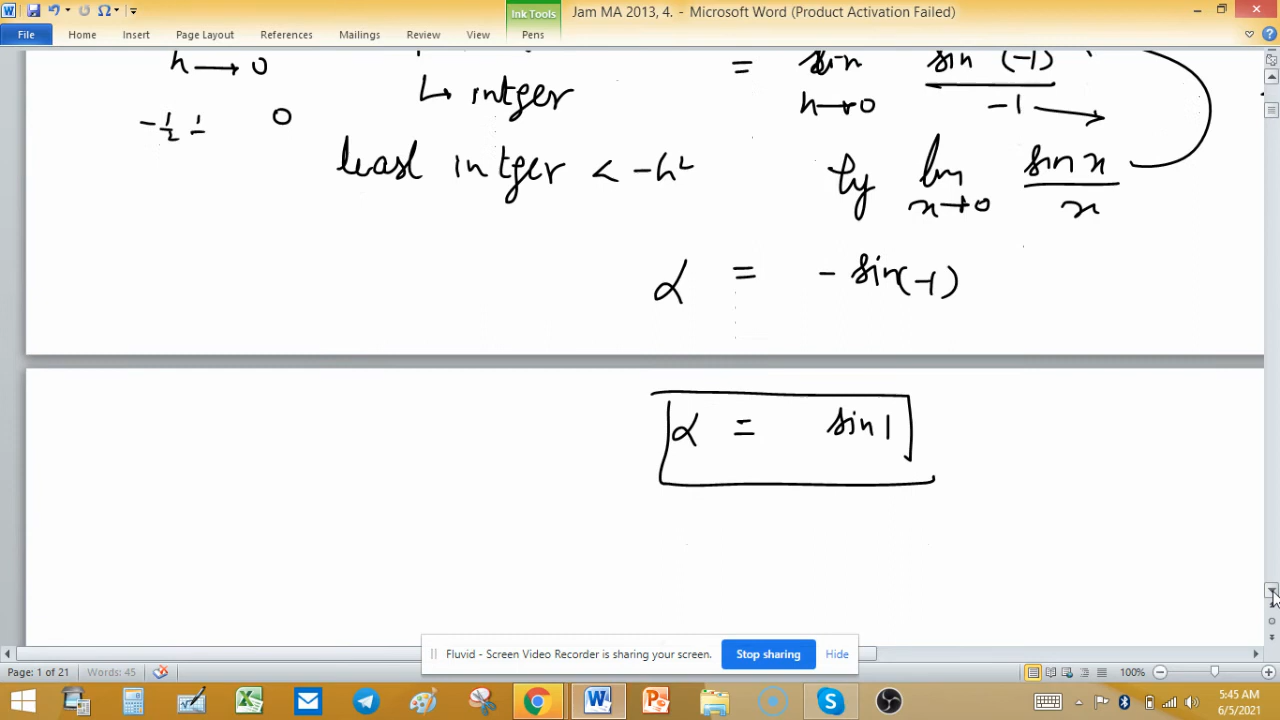 Jam MA 2013, 4. - Microsoft Word (Product Activation Failed)
Ink Tools
File Home Insert Page Layout References Mailings Review View Pens
h → 0
↳ intger
-1/2 0
least intger < -h²
= h→0 sin (-1) / -1
ly lim x→0 sin x / x
α = - sin(-1)
α = sin 1
Fluvid - Screen Video Recorder is sharing your screen. Stop sharing Hide
Page: 1 of 21 Words: 45 100%
5:45 AM
6/5/2021